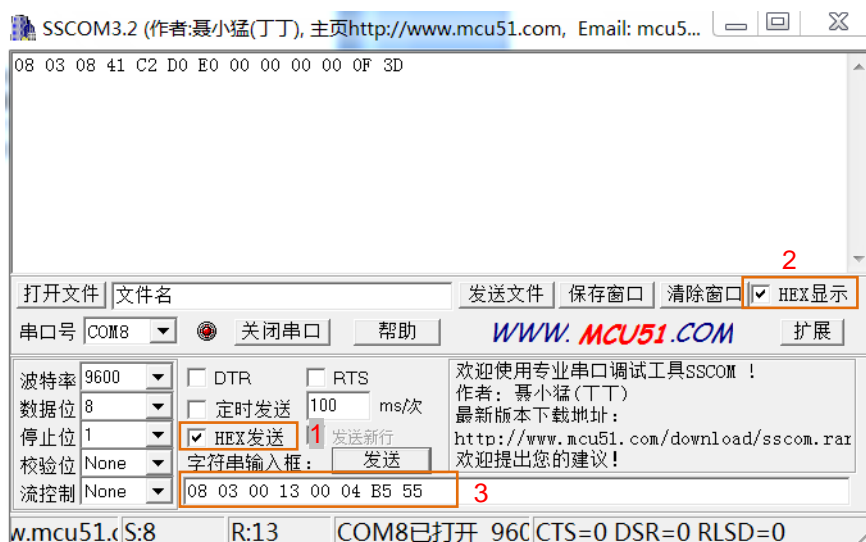 SSCOM3.2 (作者:聂小猛(丁丁), 主页http://www.mcu51.com, Email: mcu5...
08 03 08 41 C2 D0 E0 00 00 00 00 0F 3D
2
打开文件 文件名 发送文件 保存窗口 清除窗口 HEX显示
串口号 COM8 关闭串口 帮助 WWW. MCU51.COM 扩展
波特率 9600 DTR RTS
数据位 8 定时发送 100 ms/次
停止位 1 HEX发送 1 发送新行
校验位 None 字符串输入框: 发送
流控制 None 08 03 00 13 00 04 B5 55 3
欢迎使用专业串口调试工具SSCOM !
作者: 聂小猛(丁丁)
最新版本下载地址:
http://www.mcu51.com/download/sscom.rar
欢迎提出您的建议!
w.mcu51.c S:8 R:13 COM8已打开 960 CTS=0 DSR=0 RLSD=0